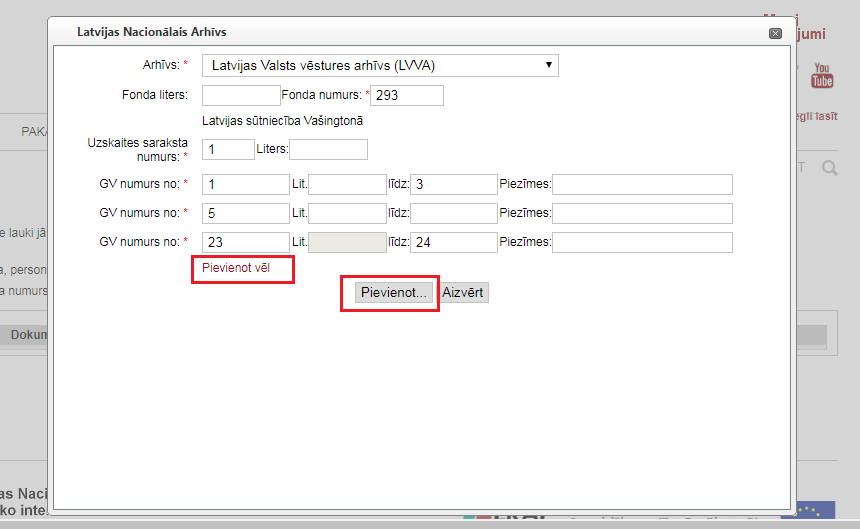 Latvijas Nacionālais Arhīvs
jumi
Arhīvs: * Latvijas Valsts vēstures arhīvs (LVVA)
You
Tube
Fonda liters: Fonda numurs: * 293
egli lasīt
Latvijas sūtniecība Vašingtonā
PAKA
Uzskaites saraksta
numurs: * 1 Liters:
T
GV numurs no: * 1 Lit. līdz: 3 Piezīmes:
GV numurs no: * 5 Lit. līdz: Piezīmes:
e lauki jā
GV numurs no: * 23 Lit. līdz: 24 Piezīmes:
a, person
Pievienot vēl
a numurs
Pievienot... Aizvērt
Dokun
as Naci
ko inte